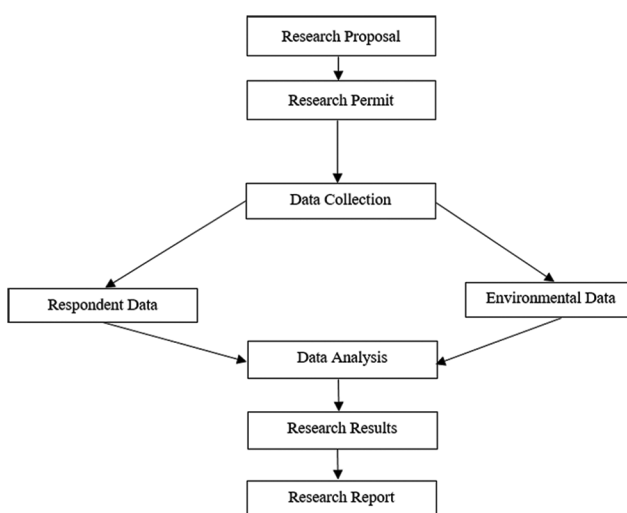 Research Proposal
Research Permit
Data Collection
Respondent Data
Environmental Data
Data Analysis
Research Results
Research Report